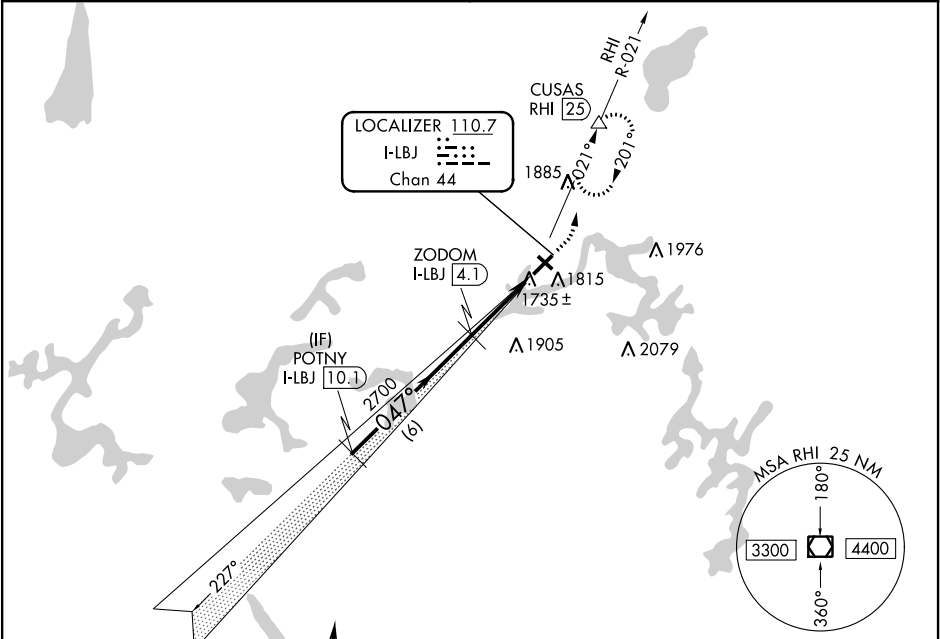 RHI
R-021
CUSAS
RHI 25
LOCALIZER 110.7
I-LBJ
Chan 44
021°
201°
1885
ZODOM
I-LBJ 4.1
1976
1815
1735 ±
(IF)
POTNY
I-LBJ 10.1
1905
2079
2700
047°
(6)
227°
MSA RHI 25 NM
180°
3300
4400
360°